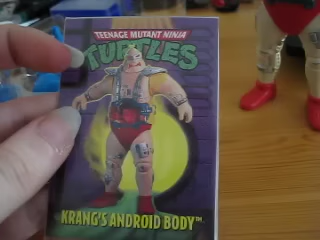 TEENAGE MUTANT NINJA
TURTLES
KRANG'S ANDROID BODY™